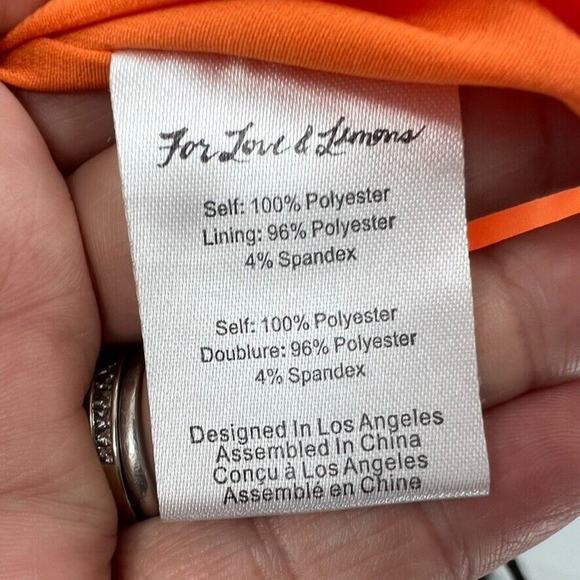 For Love & Lemons
Self: 100% Polyester
Lining: 96% Polyester
4% Spandex
Self: 100% Polyester
Doublure: 96% Polyester
4% Spandex
Designed In Los Angeles
Assembled In China
Conçu à Los Angeles
Assemblé en Chine